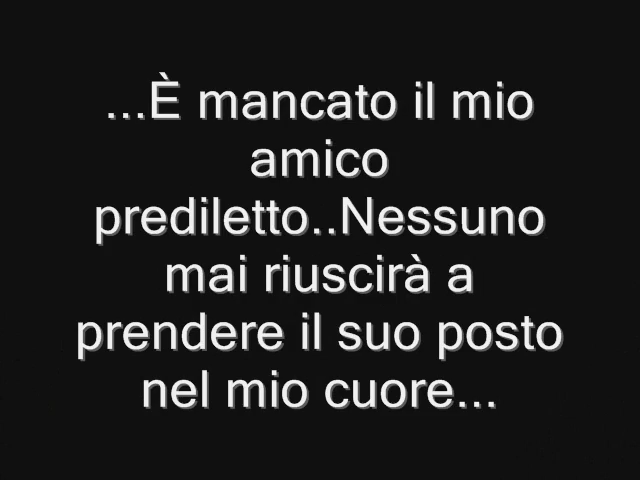 ...È mancato il mio
amico
prediletto..Nessuno
mai riuscirà a
prendere il suo posto
nel mio cuore...